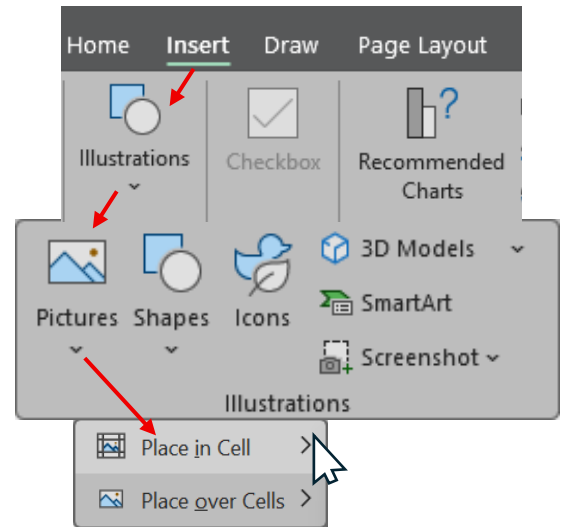 Home Insert Draw Page Layout
Illustrations
Checkbox
Recommended
Charts
Pictures
Shapes
Icons
3D Models
SmartArt
Screenshot
Illustrations
Place in Cell
Place over Cells